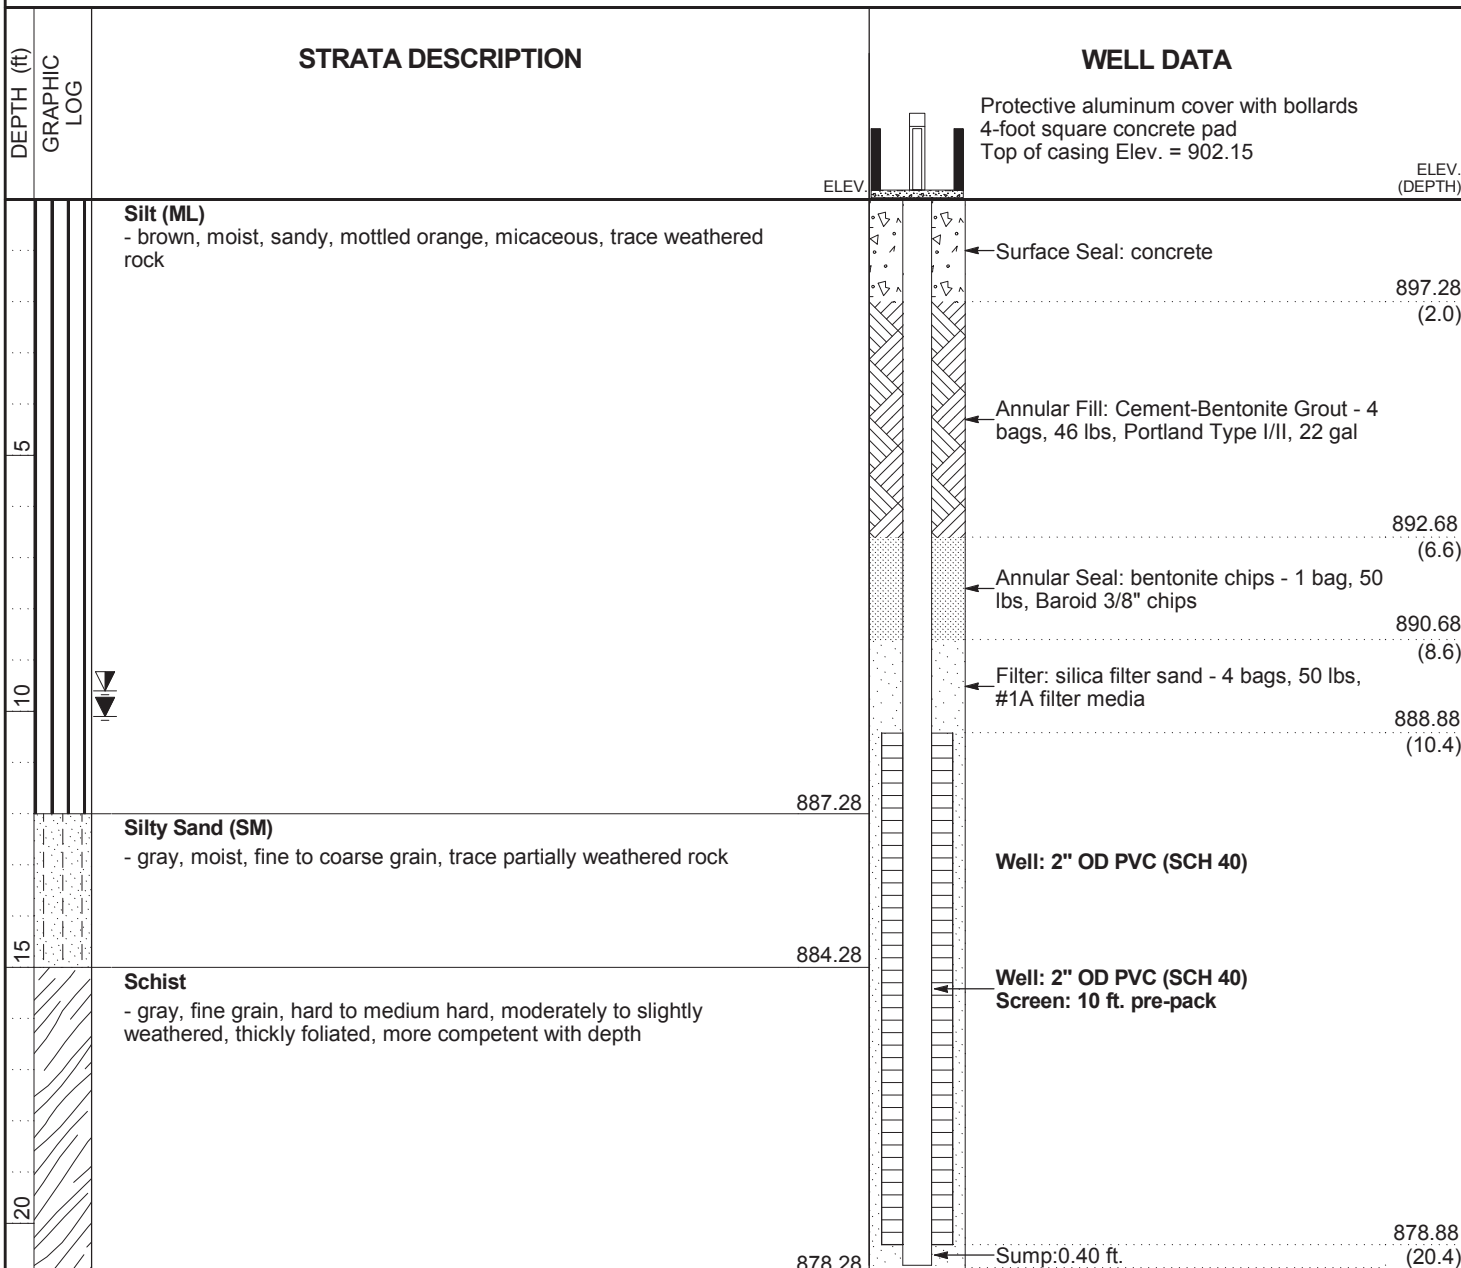 DEPTH (ft)
GRAPHIC
LOG
STRATA DESCRIPTION
ELEV.
WELL DATA
Protective aluminum cover with bollards
4-foot square concrete pad
Top of casing Elev. = 902.15
ELEV.
(DEPTH)
Silt (ML)
- brown, moist, sandy, mottled orange, micaceous, trace weathered
rock
Surface Seal: concrete
897.28
(2.0)
Annular Fill: Cement-Bentonite Grout - 4
bags, 46 lbs, Portland Type I/II, 22 gal
5
892.68
(6.6)
Annular Seal: bentonite chips - 1 bag, 50
lbs, Baroid 3/8" chips
890.68
(8.6)
Filter: silica filter sand - 4 bags, 50 lbs,
#1A filter media
10
888.88
(10.4)
887.28
Silty Sand (SM)
- gray, moist, fine to coarse grain, trace partially weathered rock
Well: 2" OD PVC (SCH 40)
15
884.28
Schist
- gray, fine grain, hard to medium hard, moderately to slightly
weathered, thickly foliated, more competent with depth
Well: 2" OD PVC (SCH 40)
Screen: 10 ft. pre-pack
20
878.88
(20.4)
Sump:0.40 ft.
878.28